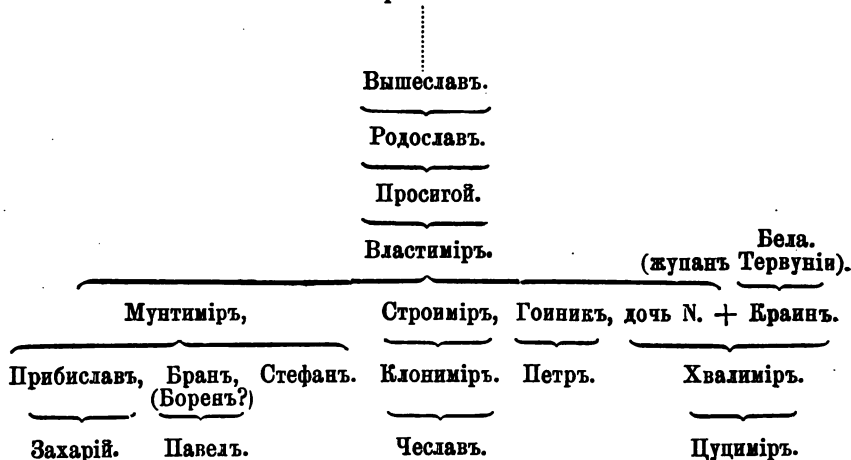 Вышеславъ.
Родославъ.
Просигой.
Властиміръ.
Бела.
(жупанъ Тервуніи).
Мунтиміръ, Строиміръ, Гоиникъ, дочь N. + Краинъ.
Прибиславъ, Бранъ, Стефанъ. Клониміръ. Петръ. Хвалиміръ.
(Боренъ?)
Захарій. Павелъ. Чеславъ. Цуциміръ.